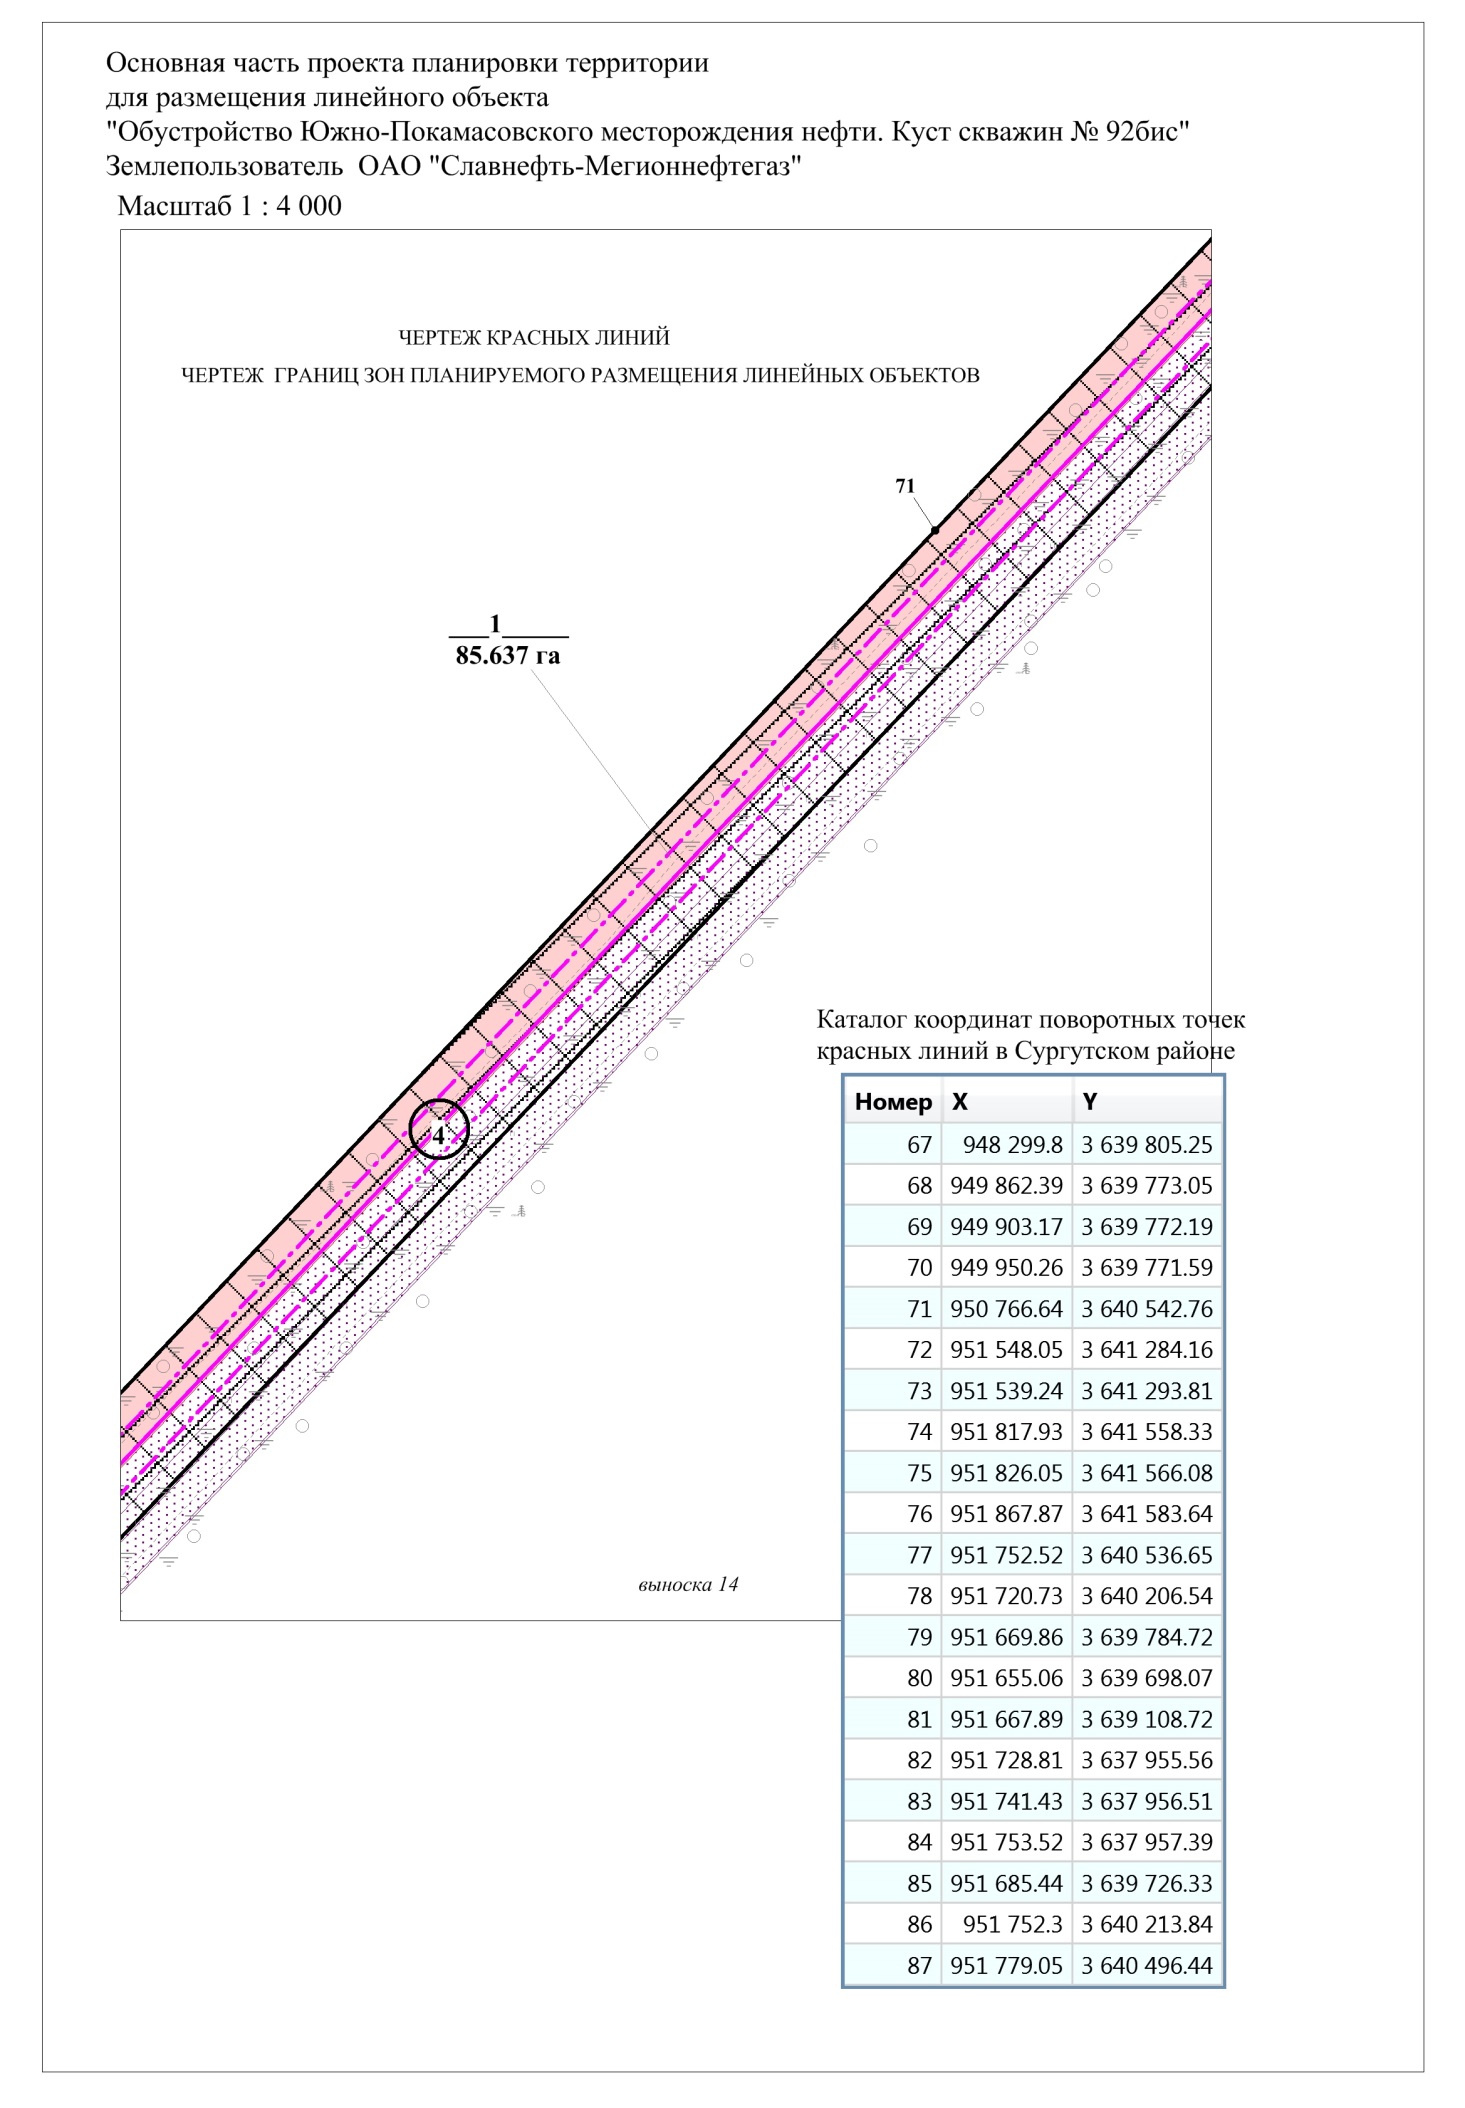 Основная часть проекта планировки территории
для размещения линейного объекта
"Обустройство Южно-Покамасовского месторождения нефти. Куст скважин № 92бис"
Землепользователь ОАО "Славнефть-Мегионнефтегаз"
Масштаб 1 : 4 000
ЧЕРТЕЖ КРАСНЫХ ЛИНИЙ
ЧЕРТЕЖ ГРАНИЦ ЗОН ПЛАНИРУЕМОГО РАЗМЕЩЕНИЯ ЛИНЕЙНЫХ ОБЪЕКТОВ
71
1
85.637 га
4
Каталог координат поворотных точек
красных линий в Сургутском районе
Номер X Y
67 948 299.8 3 639 805.25
68 949 862.39 3 639 773.05
69 949 903.17 3 639 772.19
70 949 950.26 3 639 771.59
71 950 766.64 3 640 542.76
72 951 548.05 3 641 284.16
73 951 539.24 3 641 293.81
74 951 817.93 3 641 558.33
75 951 826.05 3 641 566.08
76 951 867.87 3 641 583.64
77 951 752.52 3 640 536.65
78 951 720.73 3 640 206.54
79 951 669.86 3 639 784.72
80 951 655.06 3 639 698.07
81 951 667.89 3 639 108.72
82 951 728.81 3 637 955.56
83 951 741.43 3 637 956.51
84 951 753.52 3 637 957.39
85 951 685.44 3 639 726.33
86 951 752.3 3 640 213.84
87 951 779.05 3 640 496.44
выноска 14